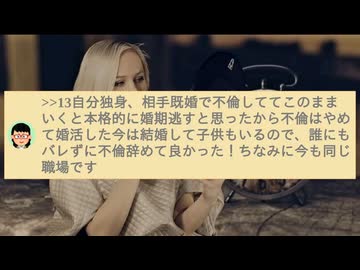 >>13自分独身、相手既婚で不倫しててこのまま
いくと本格的に婚期逃すと思ったから不倫はやめ
て婚活した今は結婚して子供もいるので、誰にも
バレずに不倫辞めて良かった！ちなみに今も同じ
職場です